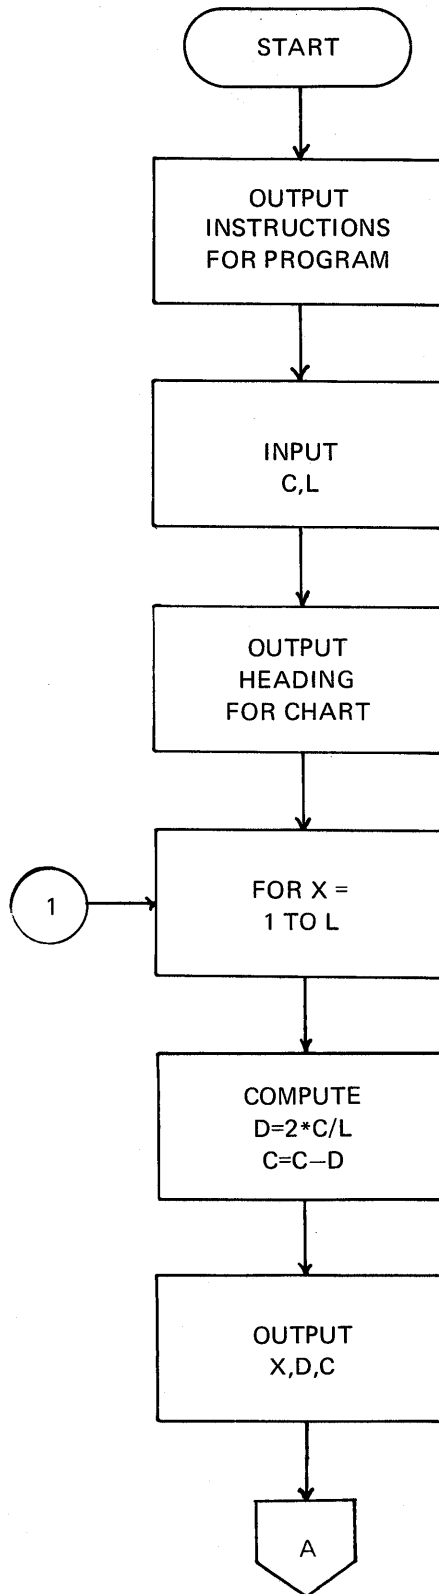 START
OUTPUT
INSTRUCTIONS
FOR PROGRAM
INPUT
C,L
OUTPUT
HEADING
FOR CHART
1
FOR X =
1 TO L
COMPUTE
D=2*C/L
C=C−D
OUTPUT
X,D,C
A